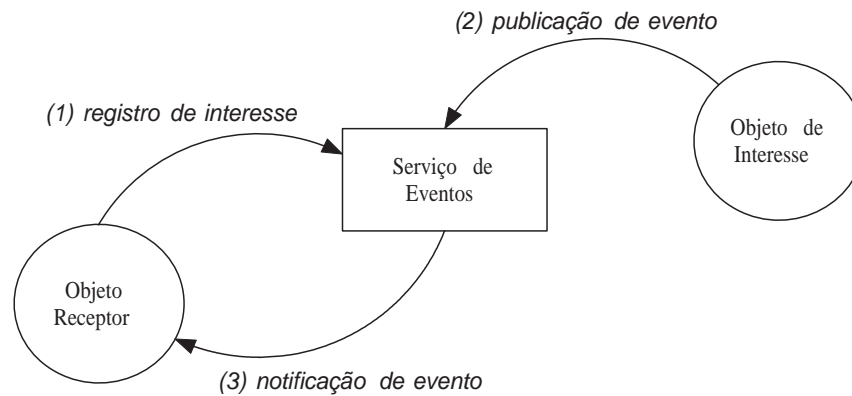 (2) publicação de evento
(1) registro de interesse
Objeto de
Interesse
Serviço de
Eventos
Objeto
Receptor
(3) notificação de evento